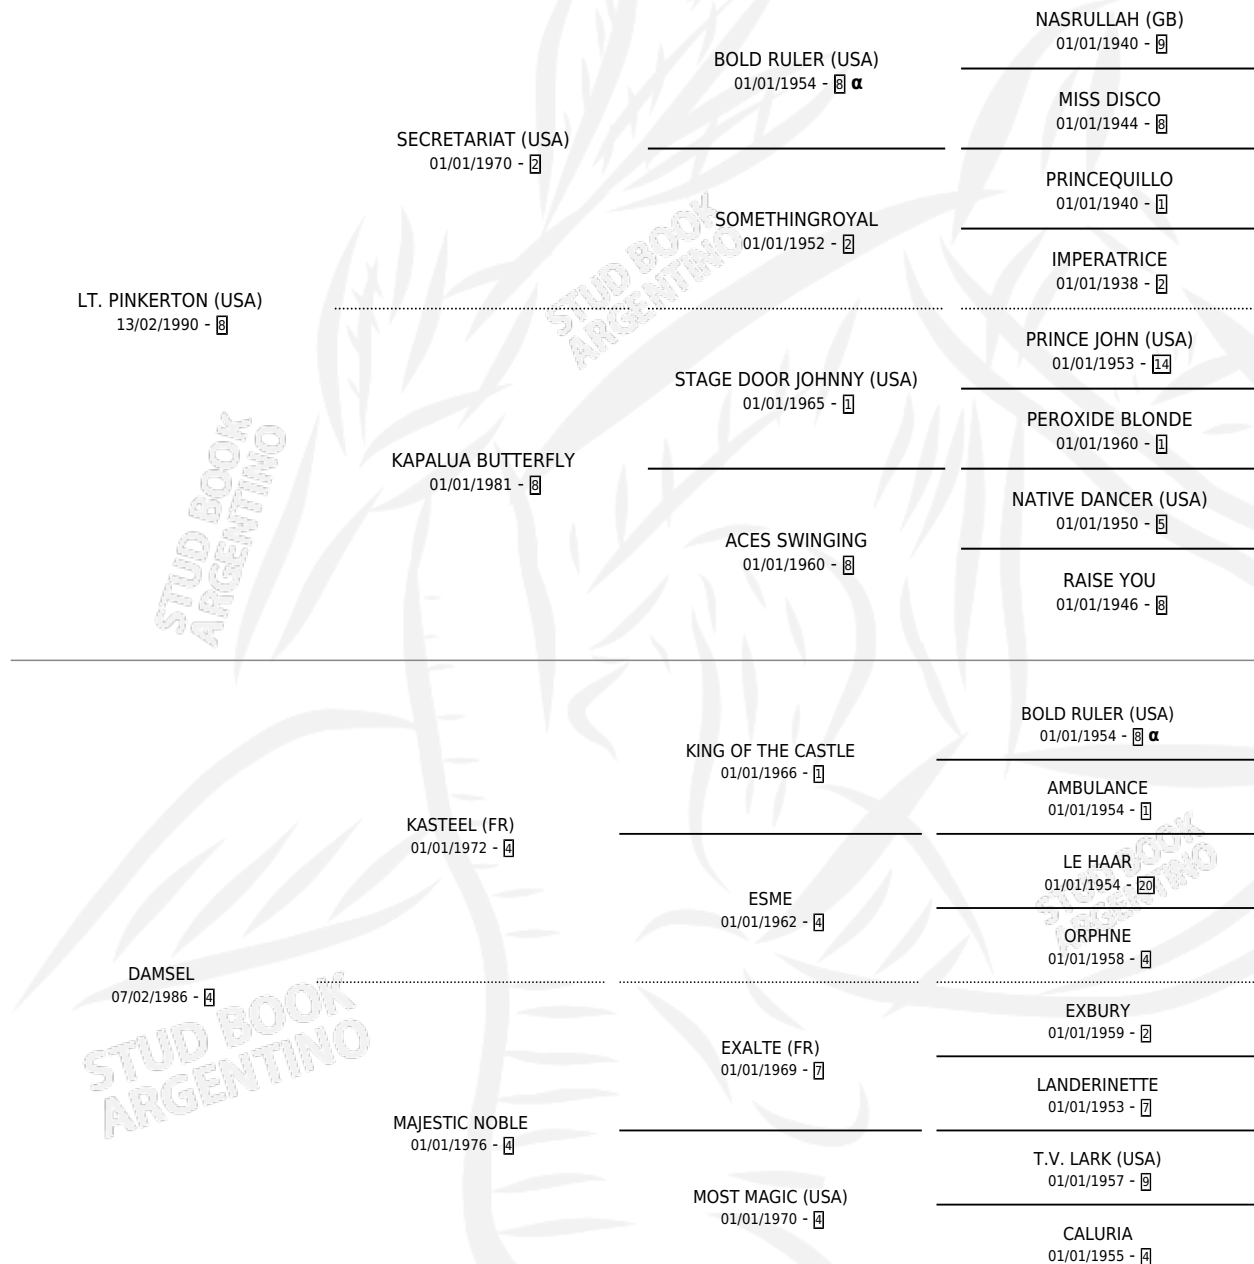 NASRULLAH (GB)
01/01/1940 - 9
BOLD RULER (USA)
01/01/1954 - 8 α
MISS DISCO
01/01/1944 - 8
SECRETARIAT (USA)
01/01/1970 - 2
PRINCEQUILLO
01/01/1940 - 1
SOMETHINGROYAL
01/01/1952 - 2
IMPERATRICE
01/01/1938 - 2
LT. PINKERTON (USA)
13/02/1990 - 8
PRINCE JOHN (USA)
01/01/1953 - 14
STAGE DOOR JOHNNY (USA)
01/01/1965 - 1
PEROXIDE BLONDE
01/01/1960 - 1
KAPALUA BUTTERFLY
01/01/1981 - 8
NATIVE DANCER (USA)
01/01/1950 - 5
ACES SWINGING
01/01/1960 - 8
RAISE YOU
01/01/1946 - 8
BOLD RULER (USA)
01/01/1954 - 8 α
KING OF THE CASTLE
01/01/1966 - 1
AMBULANCE
01/01/1954 - 1
KASTEEL (FR)
01/01/1972 - 4
LE HAAR
01/01/1954 - 20
ESME
01/01/1962 - 4
ORPHNE
01/01/1958 - 4
DAMSEL
07/02/1986 - 4
EXBURY
01/01/1959 - 2
EXALTE (FR)
01/01/1969 - 7
LANDERINETTE
01/01/1953 - 7
MAJESTIC NOBLE
01/01/1976 - 4
T.V. LARK (USA)
01/01/1957 - 9
MOST MAGIC (USA)
01/01/1970 - 4
CALURIA
01/01/1955 - 4
STUD BOOK
ARGENTINO
STUD BOOK
ARGENTINO
STUD BOOK
ARGENTINO
STUD BOOK
ARGENTINO